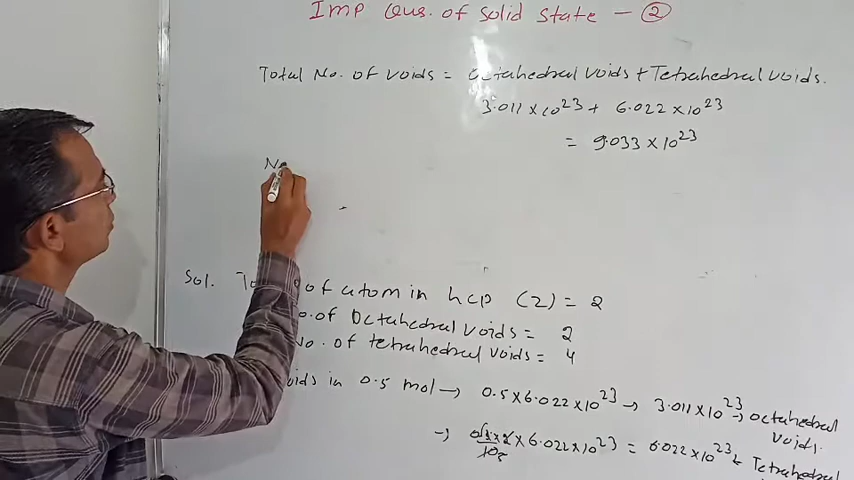 Imp Qus. of solid state - 2
Total No. of voids = Octahedral voids + Tetrahedral voids.
3.011 × 10^23 + 6.022 × 10^23
= 9.033 × 10^23
No
Sol. of atom in hcp (2) = 2
No. of Octahedral voids = 2
No. of tetrahedral voids = 4
voids in 0.5 mol → 0.5 × 6.022 × 10^23 → 3.011 × 10^23 → octahedral
voids.
→ × 6.022 × 10^23 = 6.022 × 10^23 Tetrahedral